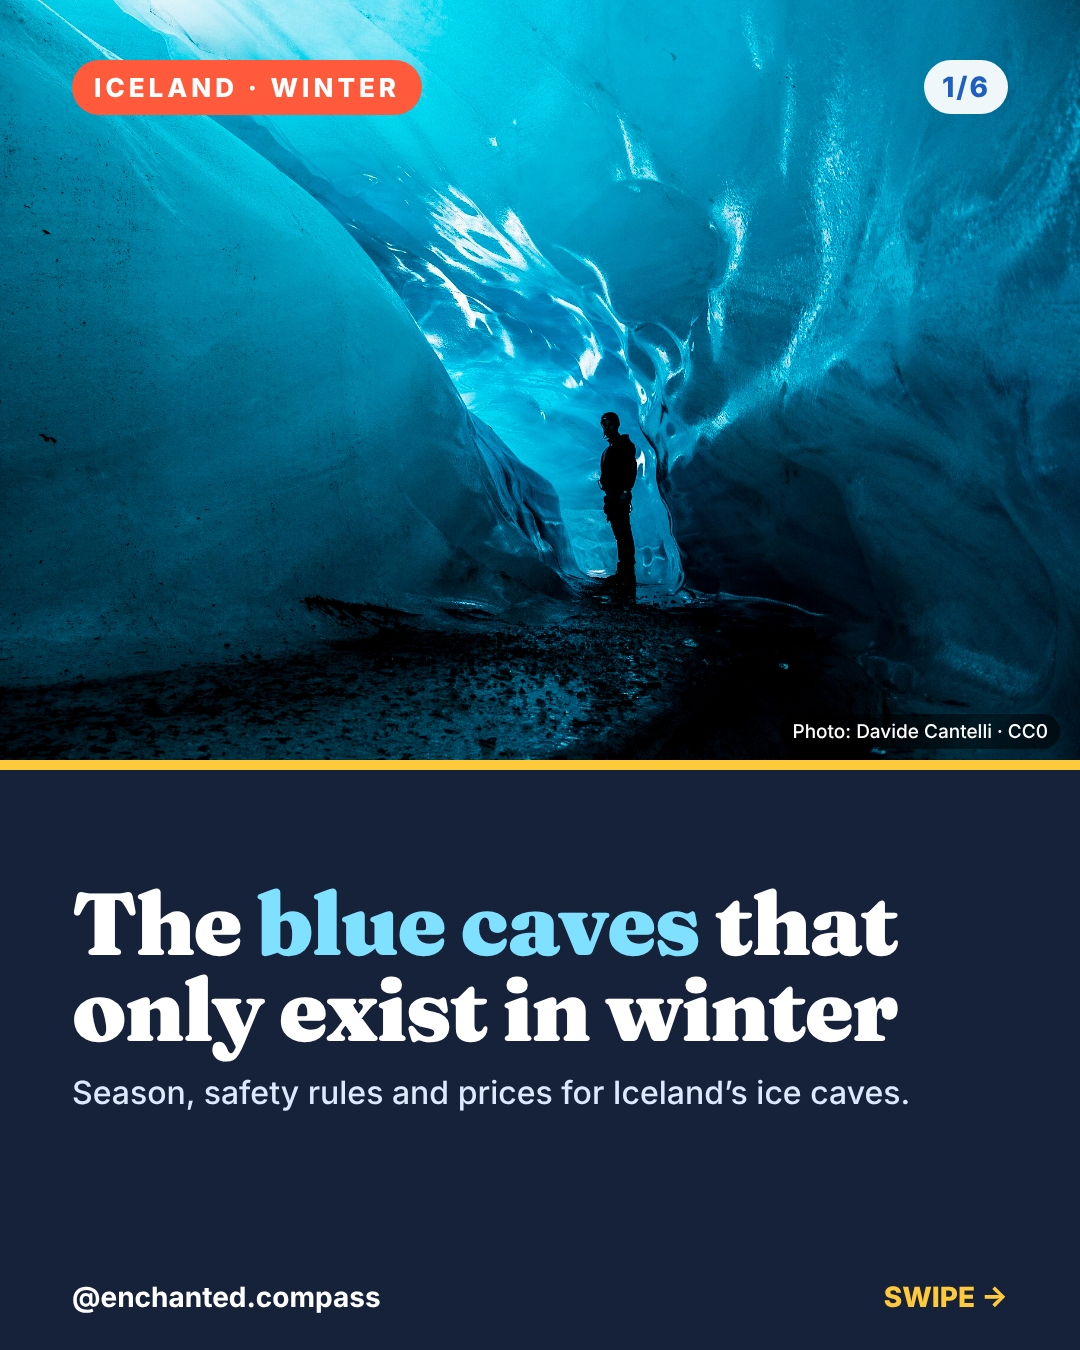 ICELAND · WINTER
1/6
Photo: Davide Cantelli · CC0
The blue caves that
only exist in winter
Season, safety rules and prices for Iceland’s ice caves.
@enchanted.compass
SWIPE →